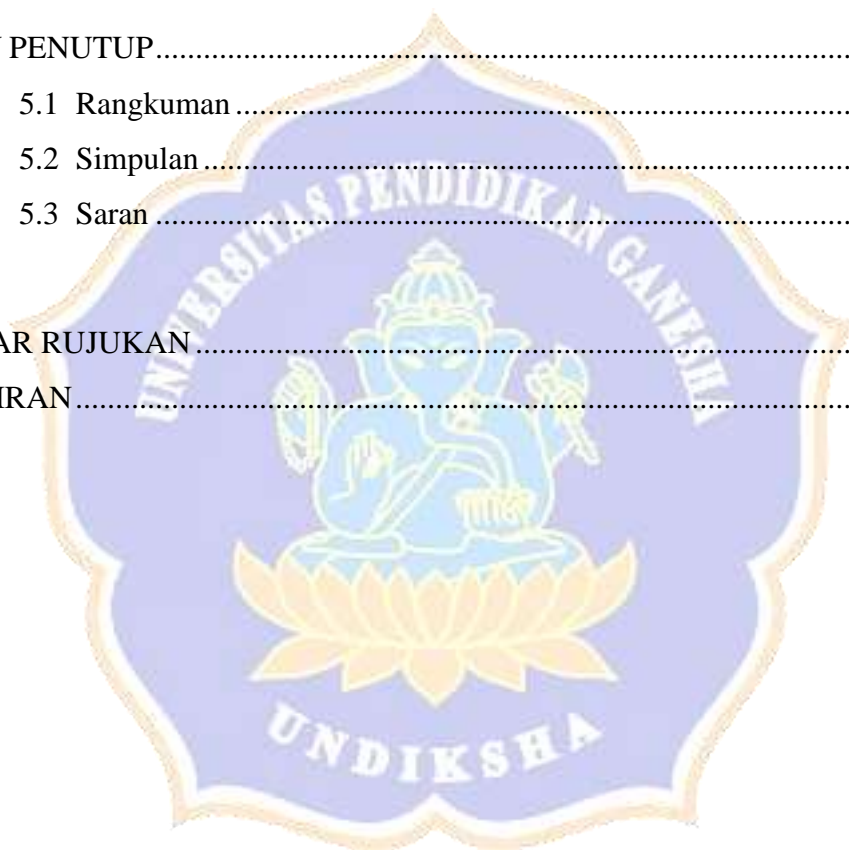 PENUTUP
5.1 Rangkuman
5.2 Simpulan
5.3 Saran
AR RUJUKAN
IRAN
UNIVERSITAS PENDIDIKAN GANESHA
UNDIKSHA